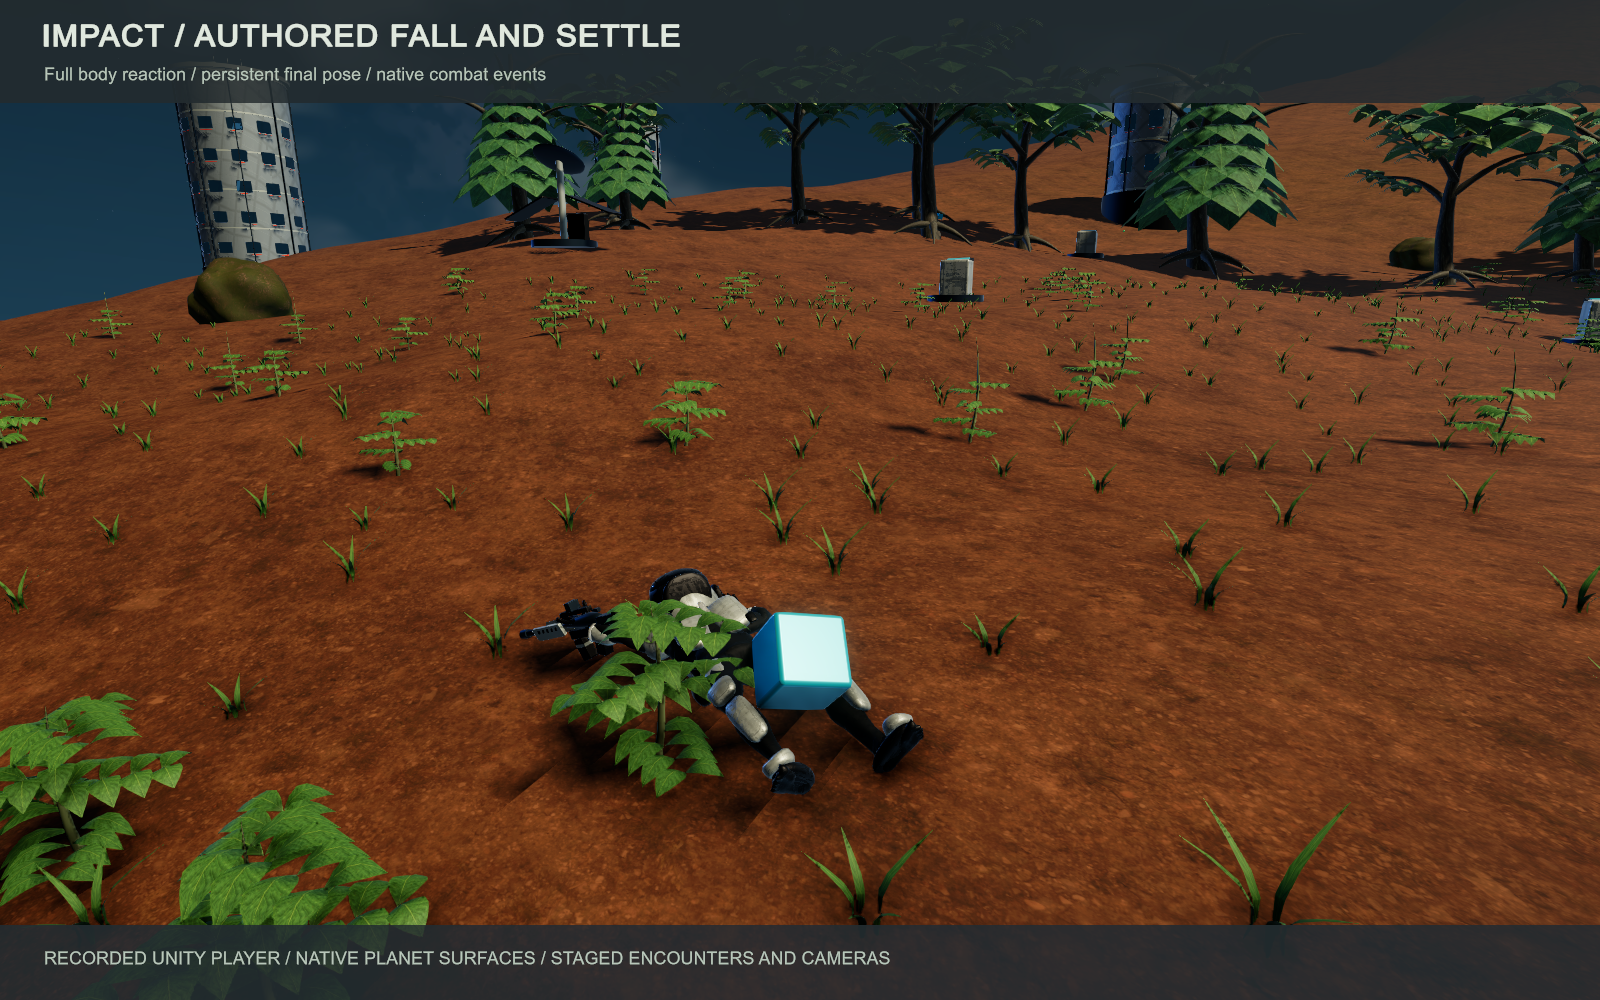 IMPACT / AUTHORED FALL AND SETTLE
Full body reaction / persistent final pose / native combat events
RECORDED UNITY PLAYER / NATIVE PLANET SURFACES / STAGED ENCOUNTERS AND CAMERAS